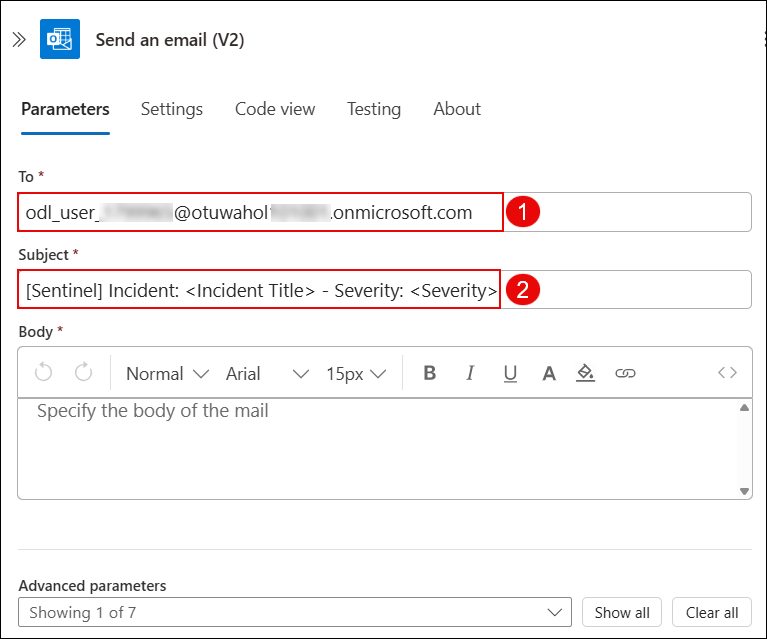 Send an email (V2)
Parameters Settings Code view Testing About
To *
odl_user_ @otuwahol .onmicrosoft.com
1
Subject *
[Sentinel] Incident: <Incident Title> - Severity: <Severity>
2
Body *
Normal Arial 15px B I U A <>
Specify the body of the mail
Advanced parameters
Showing 1 of 7 Show all Clear all